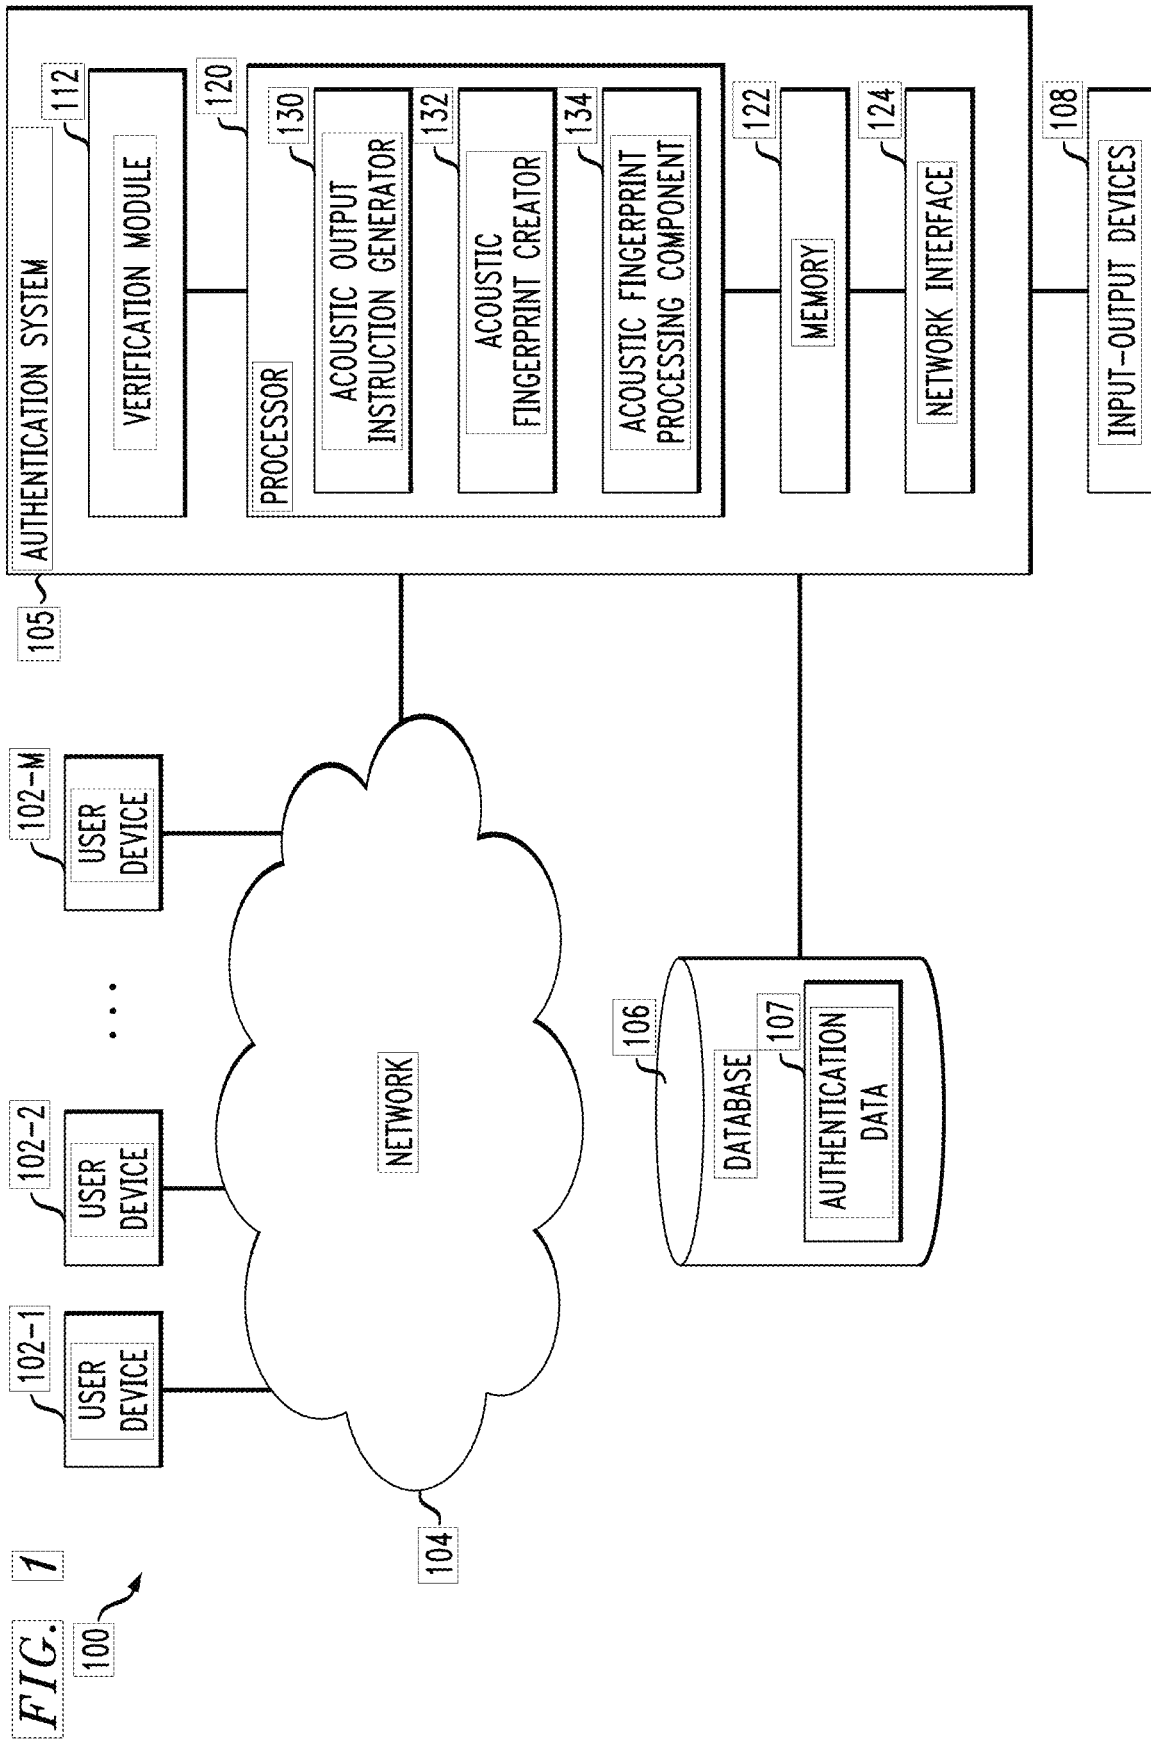 FIG. 1
100
102-1
USER
DEVICE
102-2
USER
DEVICE
...
102-M
USER
DEVICE
104
NETWORK
106
DATABASE
107
AUTHENTICATION
DATA
105
AUTHENTICATION SYSTEM
112
VERIFICATION MODULE
120
PROCESSOR
130
ACOUSTIC OUTPUT
INSTRUCTION GENERATOR
132
ACOUSTIC
FINGERPRINT CREATOR
134
ACOUSTIC FINGERPRINT
PROCESSING COMPONENT
122
MEMORY
124
NETWORK INTERFACE
108
INPUT-OUTPUT DEVICES